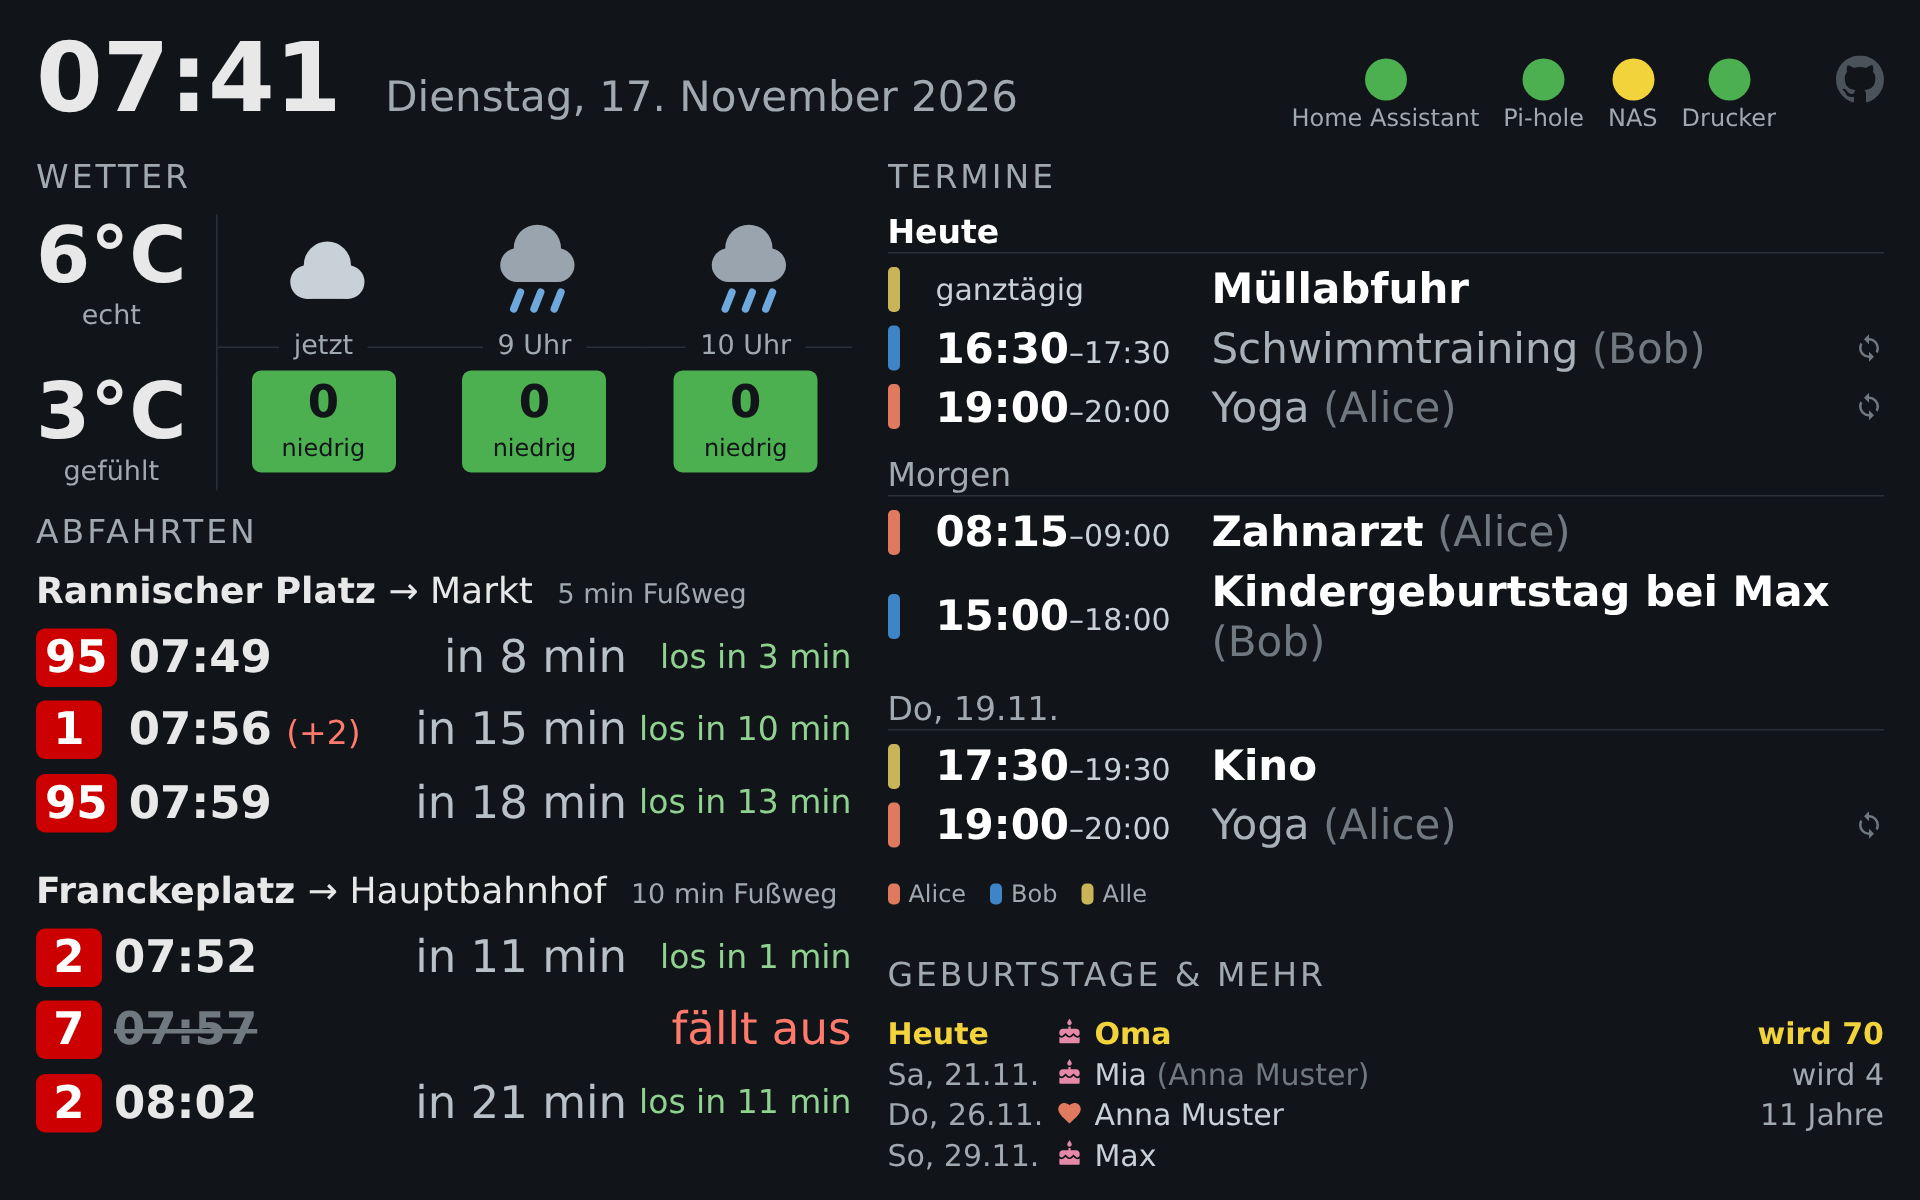 07:41 Dienstag, 17. November 2026
Home Assistant Pi-hole NAS Drucker
WETTER
6°C
echt
3°C
gefühlt
jetzt 9 Uhr 10 Uhr
0 0 0
niedrig niedrig niedrig
ABFAHRTEN
Rannischer Platz → Markt 5 min Fußweg
95 07:49 in 8 min los in 3 min
1 07:56 (+2) in 15 min los in 10 min
95 07:59 in 18 min los in 13 min
Franckeplatz → Hauptbahnhof 10 min Fußweg
2 07:52 in 11 min los in 1 min
7 07:57 fällt aus
2 08:02 in 21 min los in 11 min
TERMINE
Heute
ganztägig Müllabfuhr
16:30–17:30 Schwimmtraining (Bob)
19:00–20:00 Yoga (Alice)
Morgen
08:15–09:00 Zahnarzt (Alice)
15:00–18:00 Kindergeburtstag bei Max
(Bob)
Do, 19.11.
17:30–19:30 Kino
19:00–20:00 Yoga (Alice)
Alice Bob Alle
GEBURTSTAGE & MEHR
Heute Oma wird 70
Sa, 21.11. Mia (Anna Muster) wird 4
Do, 26.11. Anna Muster 11 Jahre
So, 29.11. Max